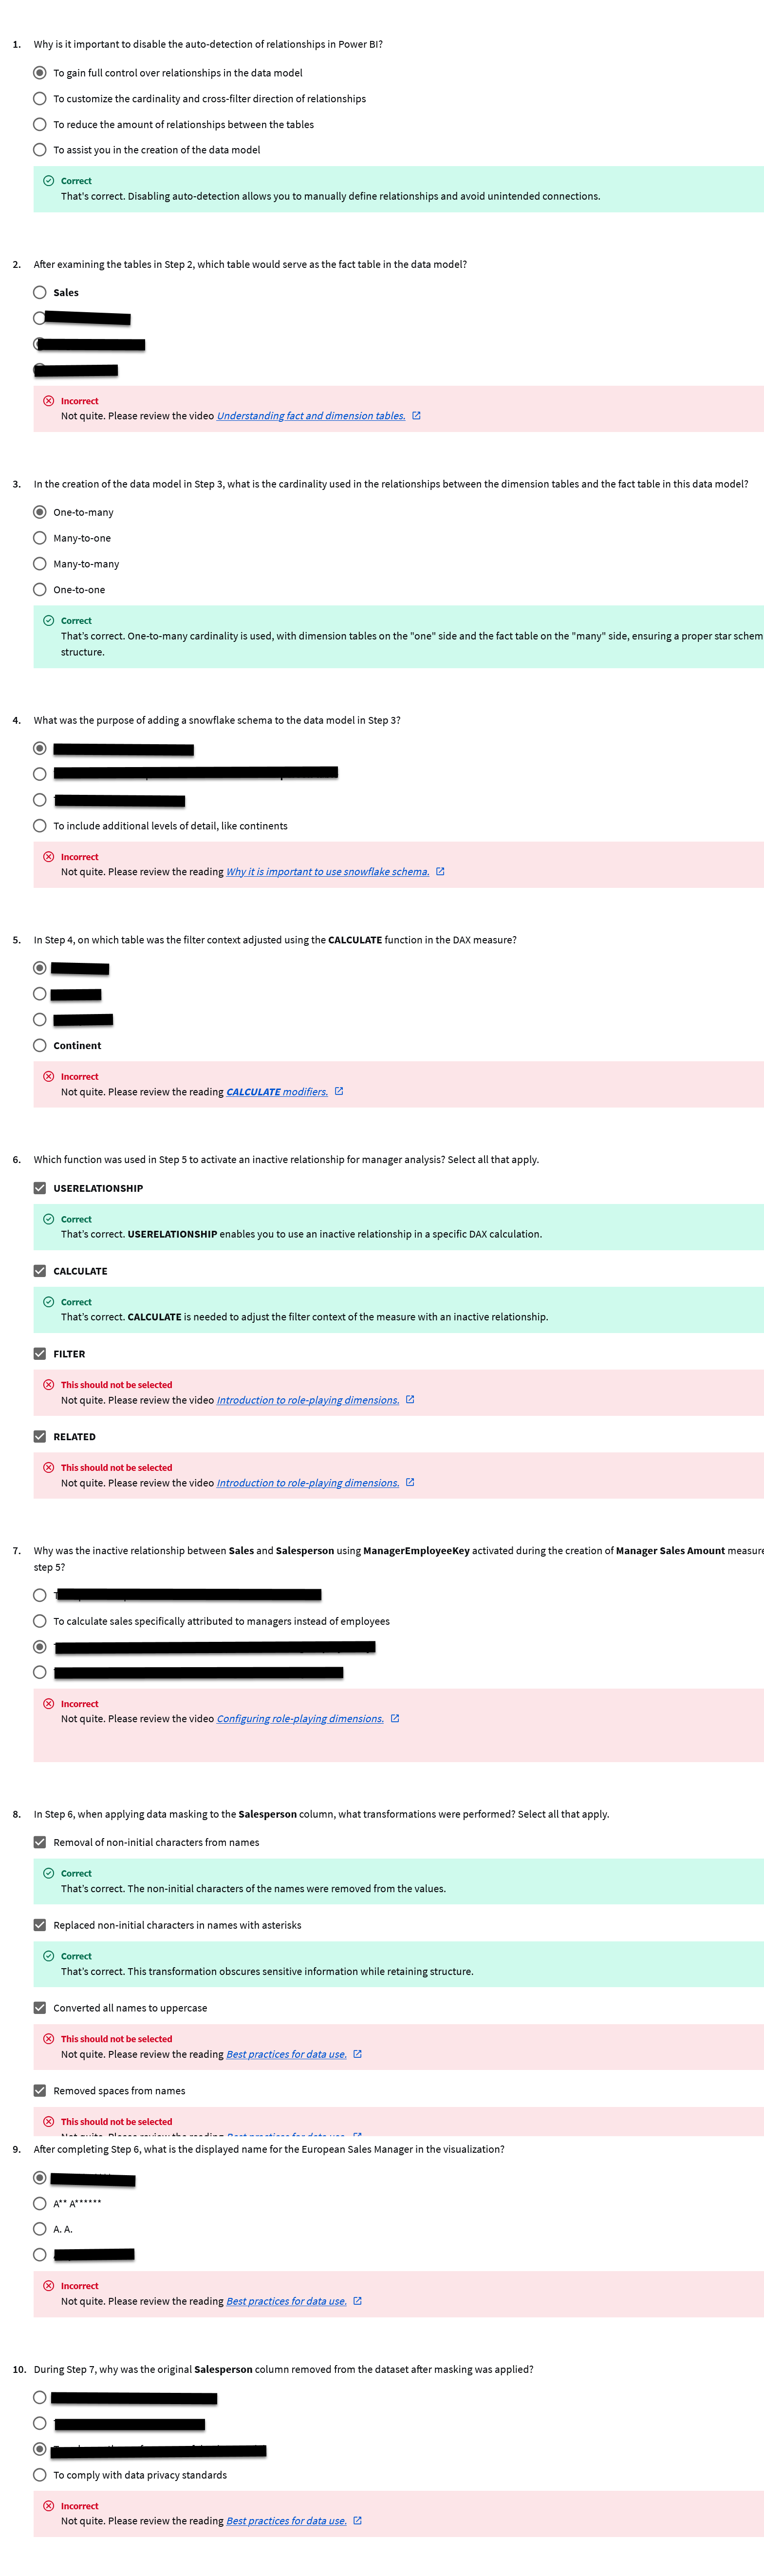 1. Why is it important to disable the auto-detection of relationships in Power BI?
To gain full control over relationships in the data model
To customize the cardinality and cross-filter direction of relationships
To reduce the amount of relationships between the tables
To assist you in the creation of the data model
Correct
That's correct. Disabling auto-detection allows you to manually define relationships and avoid unintended connections.
2. After examining the tables in Step 2, which table would serve as the fact table in the data model?
Sales
Incorrect
Not quite. Please review the video Understanding fact and dimension tables.
3. In the creation of the data model in Step 3, what is the cardinality used in the relationships between the dimension tables and the fact table in this data model?
One-to-many
Many-to-one
Many-to-many
One-to-one
Correct
That's correct. One-to-many cardinality is used, with dimension tables on the "one" side and the fact table on the "many" side, ensuring a proper star schem
structure.
4. What was the purpose of adding a snowflake schema to the data model in Step 3?
To include additional levels of detail, like continents
Incorrect
Not quite. Please review the reading Why it is important to use snowflake schema.
5. In Step 4, on which table was the filter context adjusted using the CALCULATE function in the DAX measure?
Continent
Incorrect
Not quite. Please review the reading CALCULATE modifiers.
6. Which function was used in Step 5 to activate an inactive relationship for manager analysis? Select all that apply.
USERELATIONSHIP
Correct
That's correct. USERELATIONSHIP enables you to use an inactive relationship in a specific DAX calculation.
CALCULATE
Correct
That's correct. CALCULATE is needed to adjust the filter context of the measure with an inactive relationship.
FILTER
This should not be selected
Not quite. Please review the video Introduction to role-playing dimensions.
RELATED
This should not be selected
Not quite. Please review the video Introduction to role-playing dimensions.
7. Why was the inactive relationship between Sales and Salesperson using ManagerEmployeeKey activated during the creation of Manager Sales Amount measure
step 5?
To calculate sales specifically attributed to managers instead of employees
Incorrect
Not quite. Please review the video Configuring role-playing dimensions.
8. In Step 6, when applying data masking to the Salesperson column, what transformations were performed? Select all that apply.
Removal of non-initial characters from names
Correct
That's correct. The non-initial characters of the names were removed from the values.
Replaced non-initial characters in names with asterisks
Correct
That's correct. This transformation obscures sensitive information while retaining structure.
Converted all names to uppercase
This should not be selected
Not quite. Please review the reading Best practices for data use.
Removed spaces from names
This should not be selected
9. After completing Step 6, what is the displayed name for the European Sales Manager in the visualization?
A** A******
A. A.
Incorrect
Not quite. Please review the reading Best practices for data use.
10. During Step 7, why was the original Salesperson column removed from the dataset after masking was applied?
To comply with data privacy standards
Incorrect
Not quite. Please review the reading Best practices for data use.